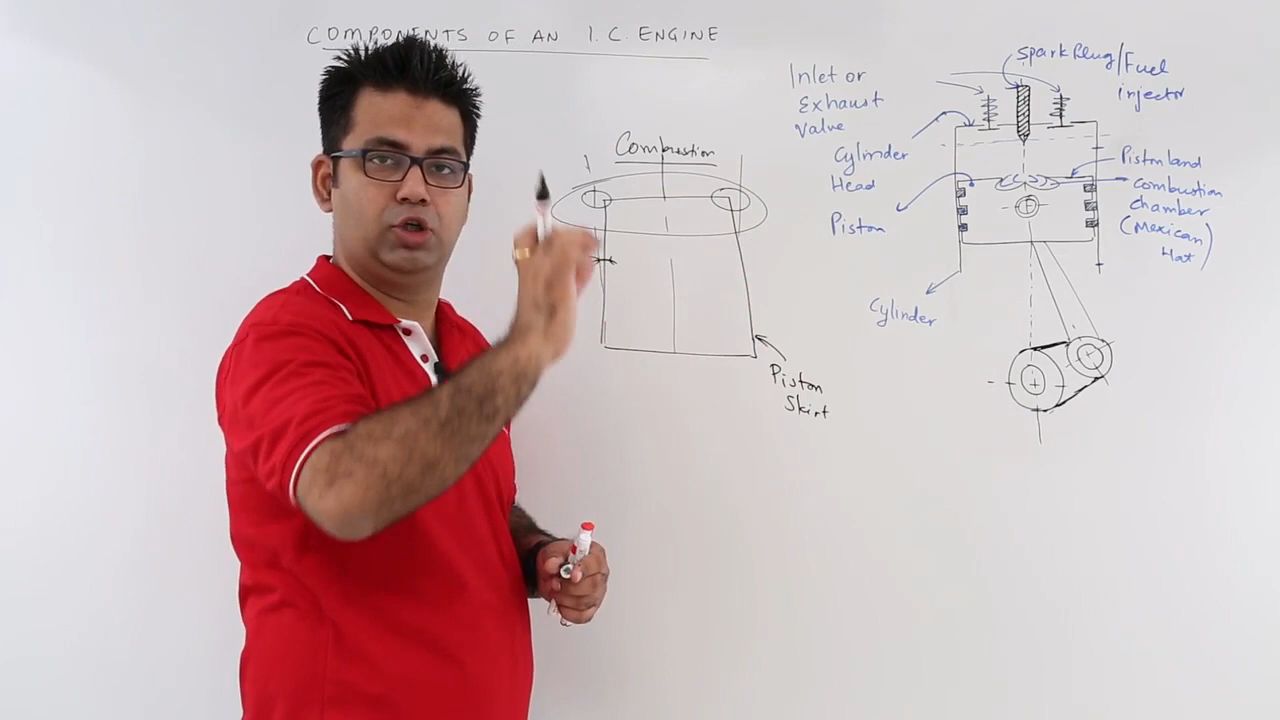 COMPONENTS OF AN I.C. ENGINE
Combustion
Piston
Skirt
Inlet or
Exhaust
Valve
Cylinder
Head
Piston
Cylinder
Spark Plug/Fuel
injector
Piston land
combustion
chamber
(Mexican)
Hat